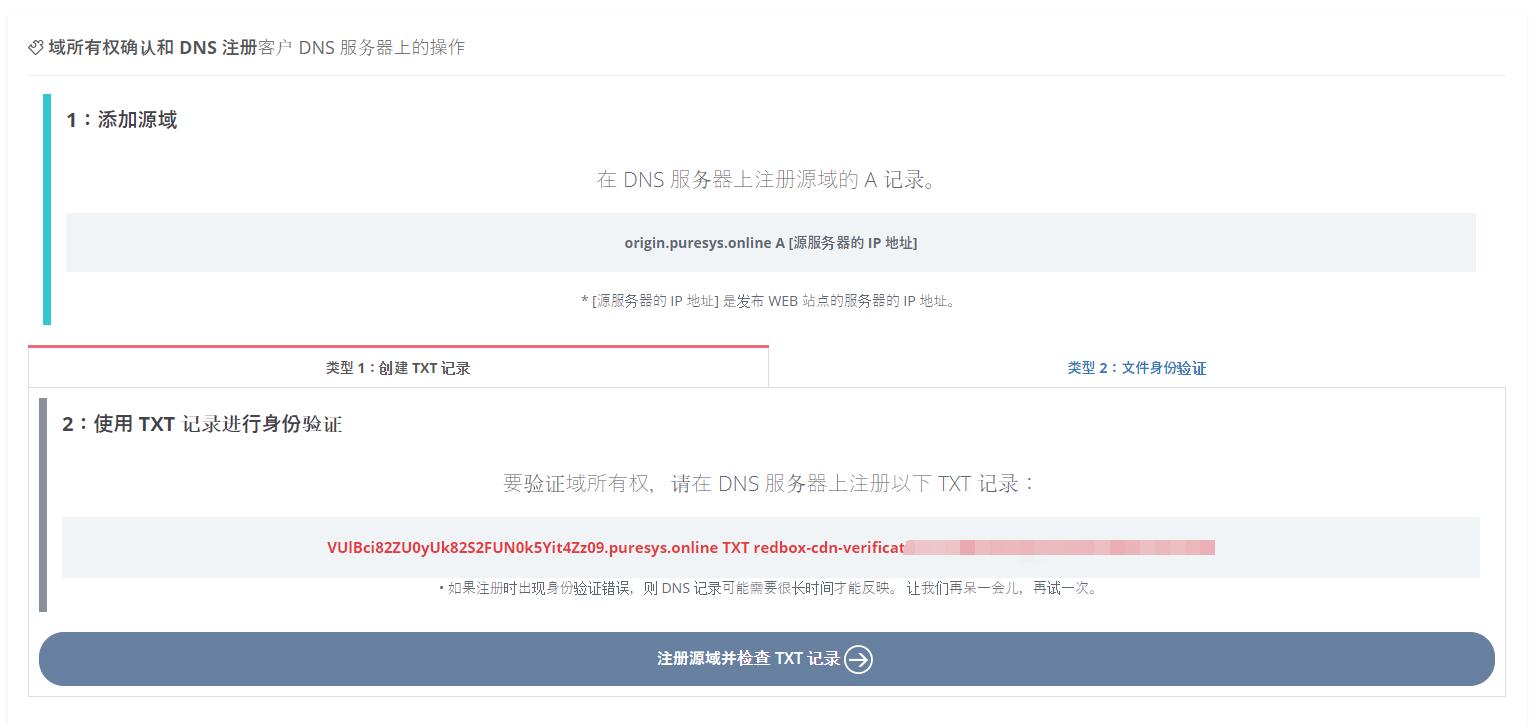 域所有权确认和 DNS 注册客户 DNS 服务器上的操作
1：添加源域
在 DNS 服务器上注册源域的 A 记录。
origin.puresys.online A [源服务器的 IP 地址]
* [源服务器的 IP 地址] 是发布 WEB 站点的服务器的 IP 地址。
类型 1：创建 TXT 记录
类型 2：文件身份验证
2：使用 TXT 记录进行身份验证
要验证域所有权，请在 DNS 服务器上注册以下 TXT 记录：
VUlBci82ZU0yUk82S2FUN0k5Yit4Zz09.puresys.online TXT redbox-cdn-verificat
• 如果注册时出现身份验证错误，则 DNS 记录可能需要很长时间才能反映。 让我们再呆一会儿，再试一次。
注册源域并检查 TXT 记录